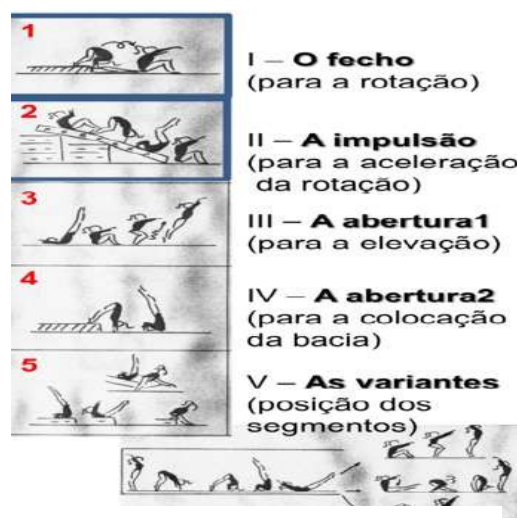 1
I – O fecho
(para a rotação)
2
II – A impulsão
(para a aceleração
da rotação)
3
III – A abertura1
(para a elevação)
4
IV – A abertura2
(para a colocação
da bacia)
5
V – As variantes
(posição dos
segmentos)